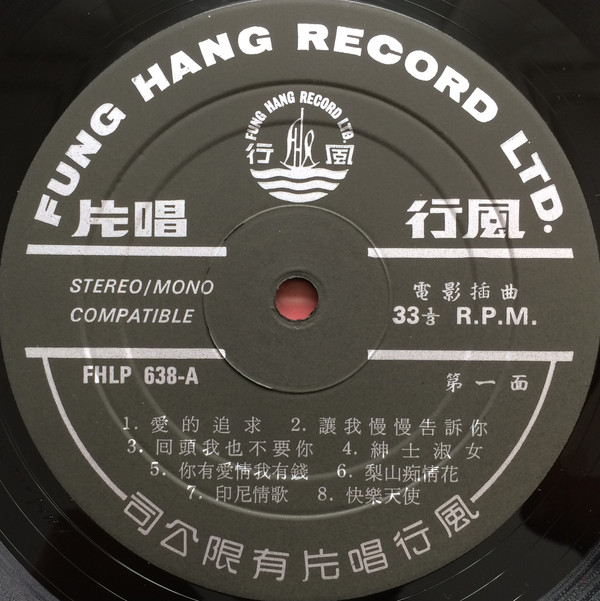 FUNG HANG RECORD LTD.
FUNG HANG RECORD LTD.
行 FHR 風
片唱 行風
STEREO/MONO
COMPATIBLE
電影插曲
33⅓ R.P.M.
FHLP 638-A
第一面
1. 愛的追求 2. 讓我慢慢告訴你
3. 囘頭我也不要你 4. 紳士淑女
5. 你有愛情我有錢 6. 梨山痴情花
7. 印尼情歌 8. 快樂天使
司公限有片唱行風